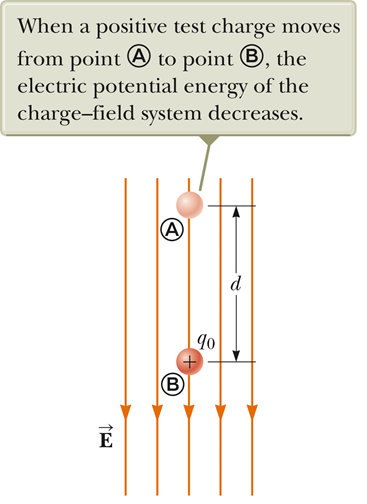 When a positive test charge moves
from point Ⓐ to point Ⓑ, the
electric potential energy of the
charge–field system decreases.
Ⓐ
d
q₀
+
Ⓑ
E⃗